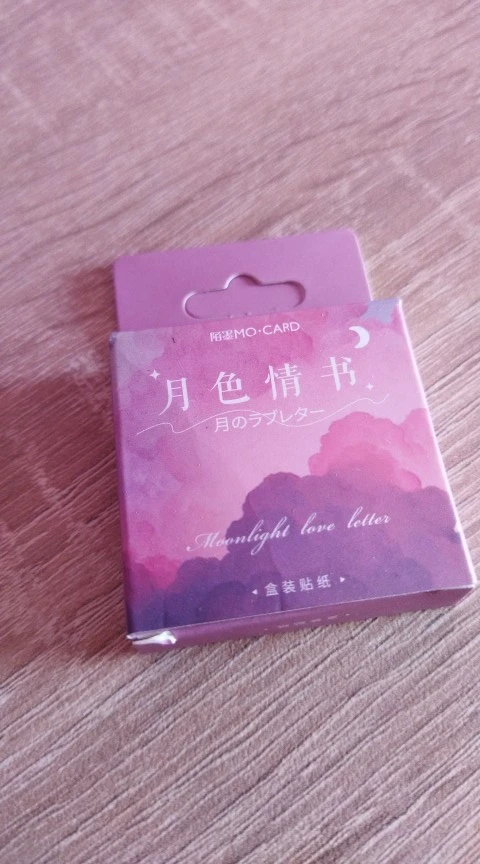 陌墨MO·CARD
月色情书
月のラブレター
Moonlight love letter
盒装贴纸